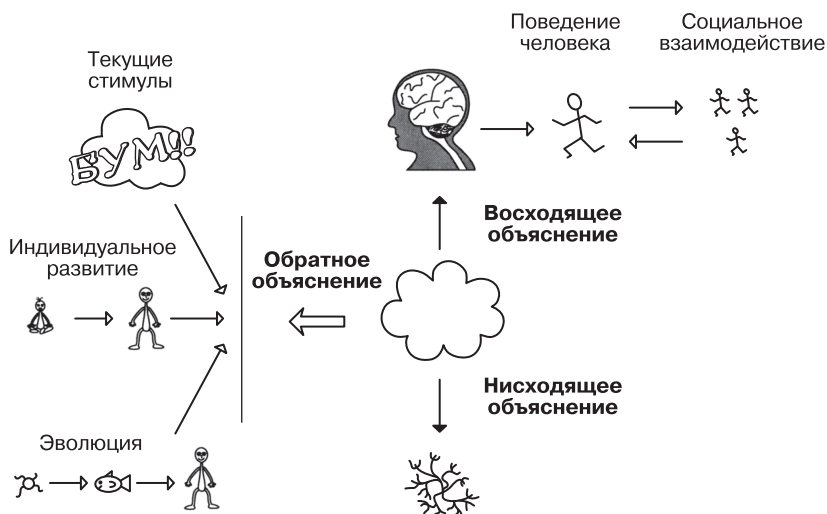 Поведение
человека
Социальное
взаимодействие
Текущие
стимулы
БУМ!!
Восходящее
объяснение
Индивидуальное
развитие
Обратное
объяснение
Нисходящее
объяснение
Эволюция